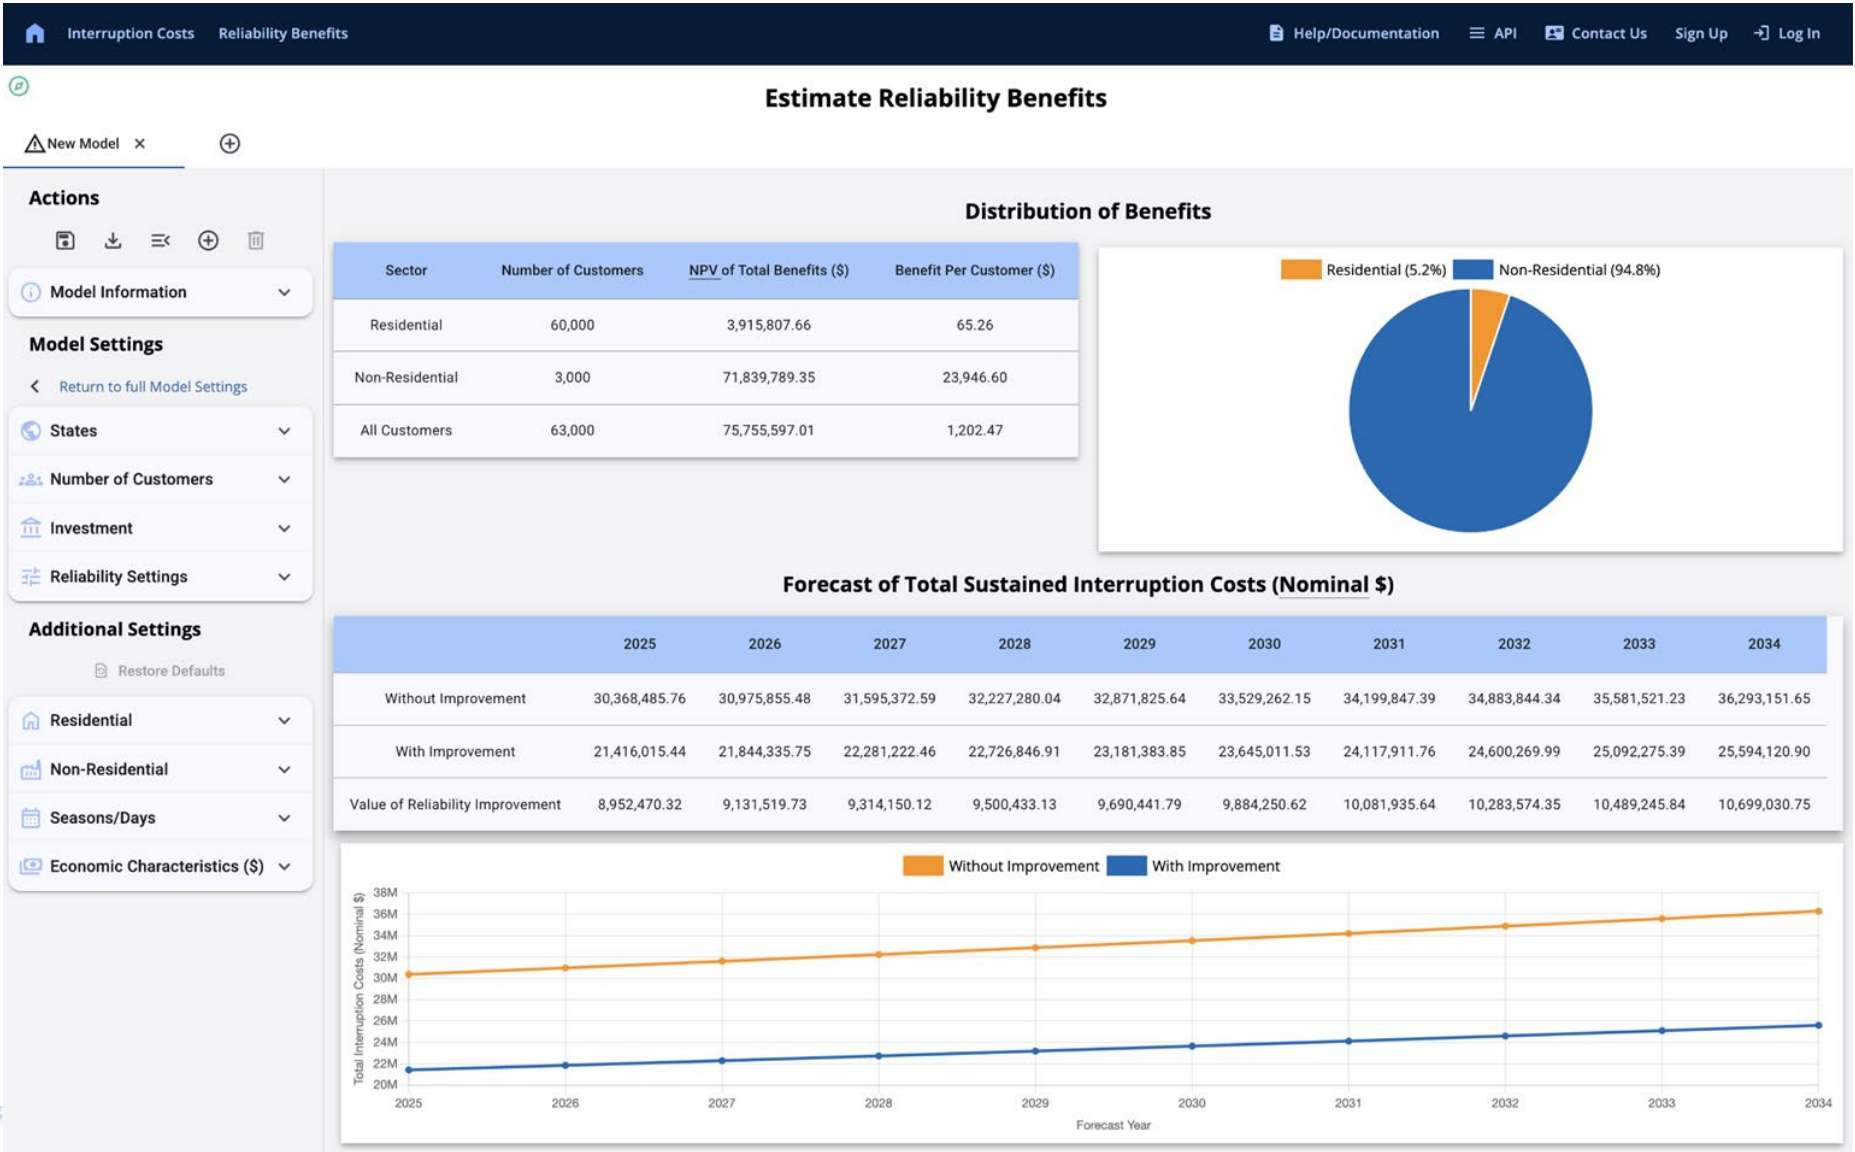 Interruption Costs Reliability Benefits Help/Documentation API Contact Us Sign Up Log In
Estimate Reliability Benefits
New Model
Actions
Model Information
Model Settings
Return to full Model Settings
States
Number of Customers
Investment
Reliability Settings
Additional Settings
Restore Defaults
Residential
Non-Residential
Seasons/Days
Economic Characteristics ($)
Distribution of Benefits
Sector Number of Customers NPV of Total Benefits ($) Benefit Per Customer ($)
Residential 60,000 3,915,807.66 65.26
Non-Residential 3,000 71,839,789.35 23,946.60
All Customers 63,000 75,755,597.01 1,202.47
Residential (5.2%) Non-Residential (94.8%)
Forecast of Total Sustained Interruption Costs (Nominal $)
2025 2026 2027 2028 2029 2030 2031 2032 2033 2034
Without Improvement 30,368,485.76 30,975,855.48 31,595,372.59 32,227,280.04 32,871,825.64 33,529,262.15 34,199,847.39 34,883,844.34 35,581,521.23 36,293,151.65
With Improvement 21,416,015.44 21,844,335.75 22,281,222.46 22,726,846.91 23,181,383.85 23,645,011.53 24,117,911.76 24,600,269.99 25,092,275.39 25,594,120.90
Value of Reliability Improvement 8,952,470.32 9,131,519.73 9,314,150.12 9,500,433.13 9,690,441.79 9,884,250.62 10,081,935.64 10,283,574.35 10,489,245.84 10,699,030.75
Without Improvement With Improvement
Total Interruption Costs (Nominal $)
38M
36M
34M
32M
30M
28M
26M
24M
22M
20M
2025 2026 2027 2028 2029 2030 2031 2032 2033 2034
Forecast Year